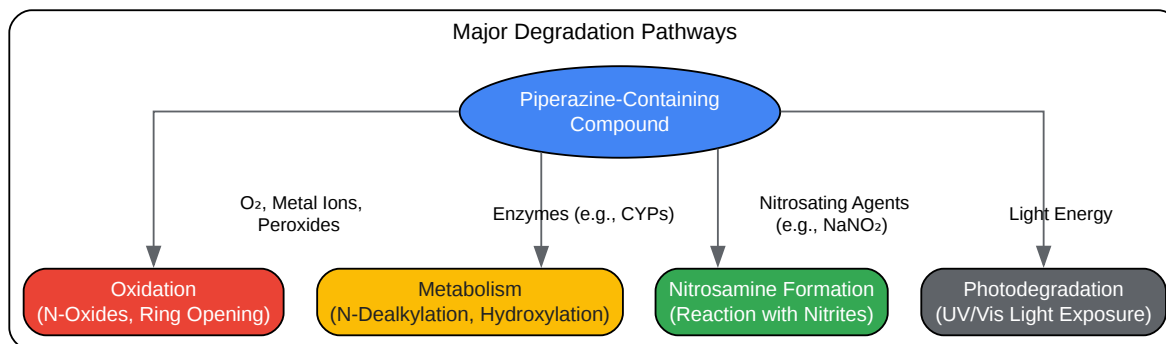 Major Degradation Pathways
Piperazine-Containing
Compound
O₂, Metal Ions,
Peroxides
Enzymes (e.g., CYPs)
Nitrosating Agents
(e.g., NaNO₂)
Light Energy
Oxidation
(N-Oxides, Ring Opening)
Metabolism
(N-Dealkylation, Hydroxylation)
Nitrosamine Formation
(Reaction with Nitrites)
Photodegradation
(UV/Vis Light Exposure)